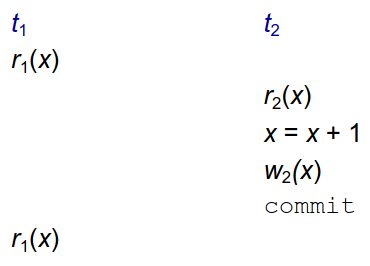 t₁ t₂
r₁(x)
r₂(x)
x = x + 1
w₂(x)
commit
r₁(x)